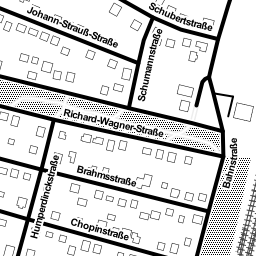 Schubertstraße
Johann-Strauß-Straße
Schumannstraße
Richard-Wagner-Straße
Bahnstraße
Humperdinckstraße
Brahmsstraße
Chopinstraße